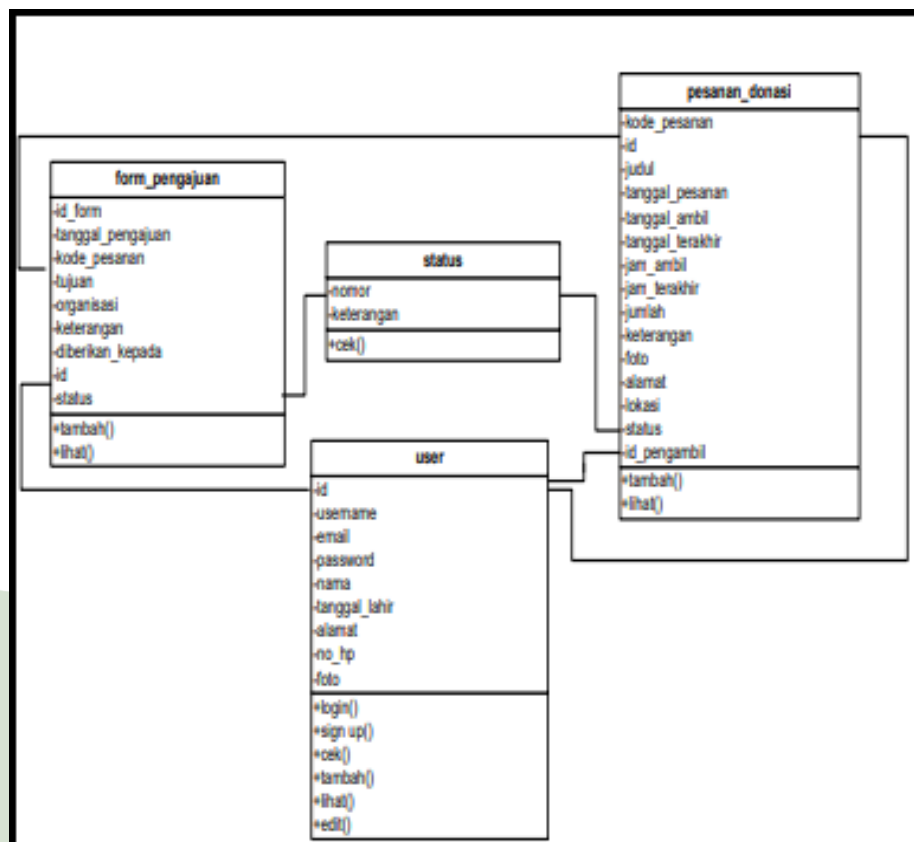 form_pengajuan
-id_form
-tanggal_pengajuan
-kode_pesanan
-tujuan
-organisasi
-keterangan
-diberikan_kepada
-id
-status
+tambah()
+lihat()
status
-nomor
-keterangan
+cek()
pesanan_donasi
-kode_pesanan
-id
-judul
-tanggal_pesanan
-tanggal_ambil
-tanggal_terakhir
-jam_ambil
-jam_terakhir
-jumlah
-keterangan
-foto
-alamat
-lokasi
-status
-id_pengambil
+tambah()
+lihat()
user
-id
-username
-email
-password
-nama
-tanggal_lahir
-alamat
-no_hp
-foto
+login()
+sign up()
+cek()
+tambah()
+lihat()
+edit()